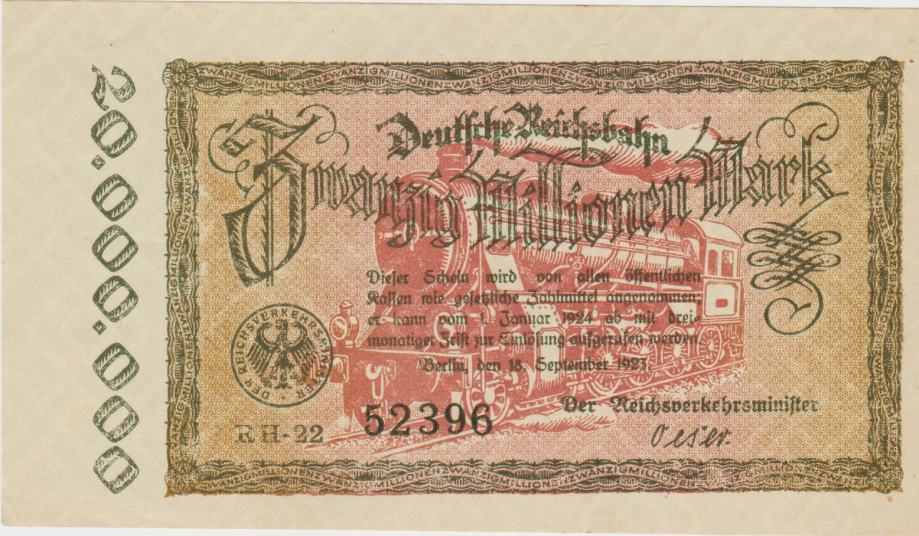 20.000.000
Deutsche Reichsbahn
Zwanzig Millionen Mark
Dieser Schein wird von allen öffentlichen
Kassen wie gesetzliche Zahlmittel angenommen;
er kann vom 1. Januar 1924 ab mit drei-
monatiger Frist zur Einlösung aufgerufen werden
Berlin, den 18. September 1923.
DER REICHSVERKEHRSMINISTER
RH-22
52396
Der Reichsverkehrsminister
Oeser.
ZWANZIGMILLIONEN